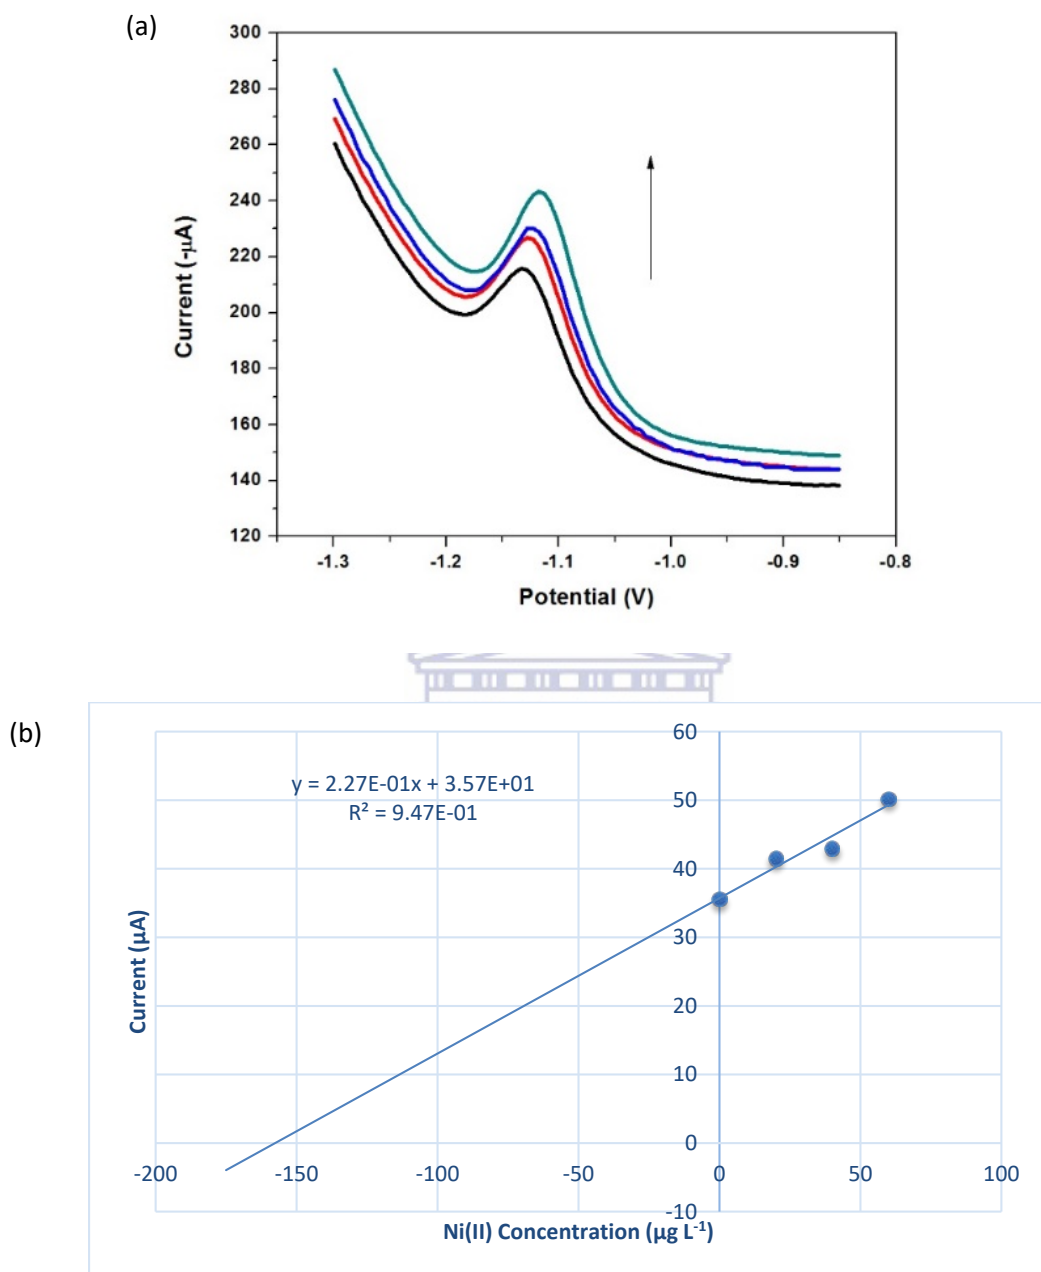 (a)
300
280
260
240
220
200
180
160
140
120
Current (-µA)
-1.3 -1.2 -1.1 -1.0 -0.9 -0.8
Potential (V)
(b)
y = 2.27E-01x + 3.57E+01
R² = 9.47E-01
60
50
40
30
20
10
0
-10
Current (µA)
-200 -150 -100 -50 0 50 100
Ni(II) Concentration (µg L⁻¹)